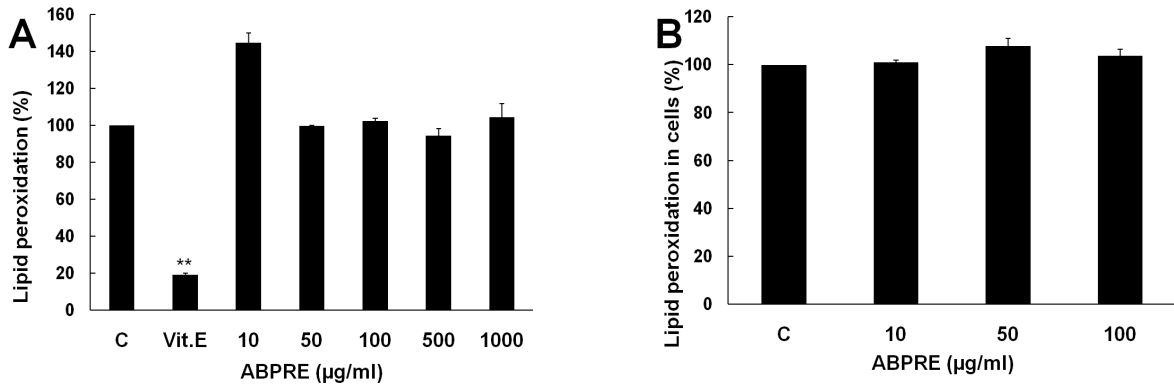 A
Lipid peroxidation (%)
160
140
120
100
80
60
40
20
0
**
C Vit.E 10 50 100 500 1000
ABPRE (µg/ml)
B
Lipid peroxidation in cells (%)
120
100
80
60
40
20
0
C 10 50 100
ABPRE (µg/ml)